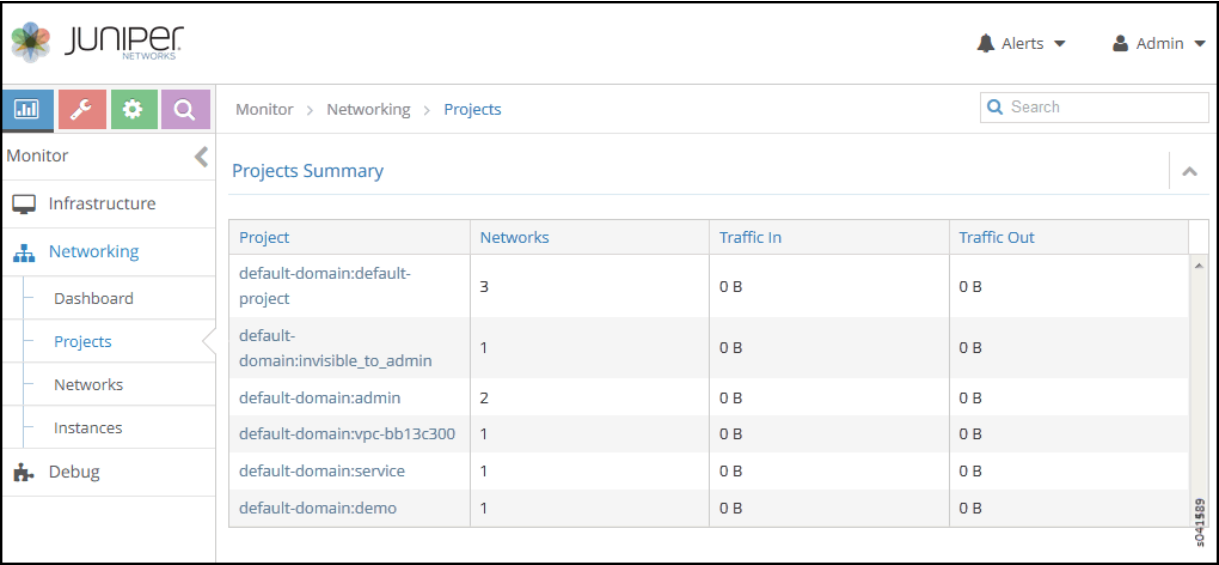 JUNIPER
NETWORKS
Alerts
Admin
Monitor > Networking > Projects
Search
Monitor
Infrastructure
Networking
Dashboard
Projects
Networks
Instances
Debug
Projects Summary
Project Networks Traffic In Traffic Out
default-domain:default-
project
3 0 B 0 B
default-
domain:invisible_to_admin
1 0 B 0 B
default-domain:admin 2 0 B 0 B
default-domain:vpc-bb13c300 1 0 B 0 B
default-domain:service 1 0 B 0 B
default-domain:demo 1 0 B 0 B
s041589